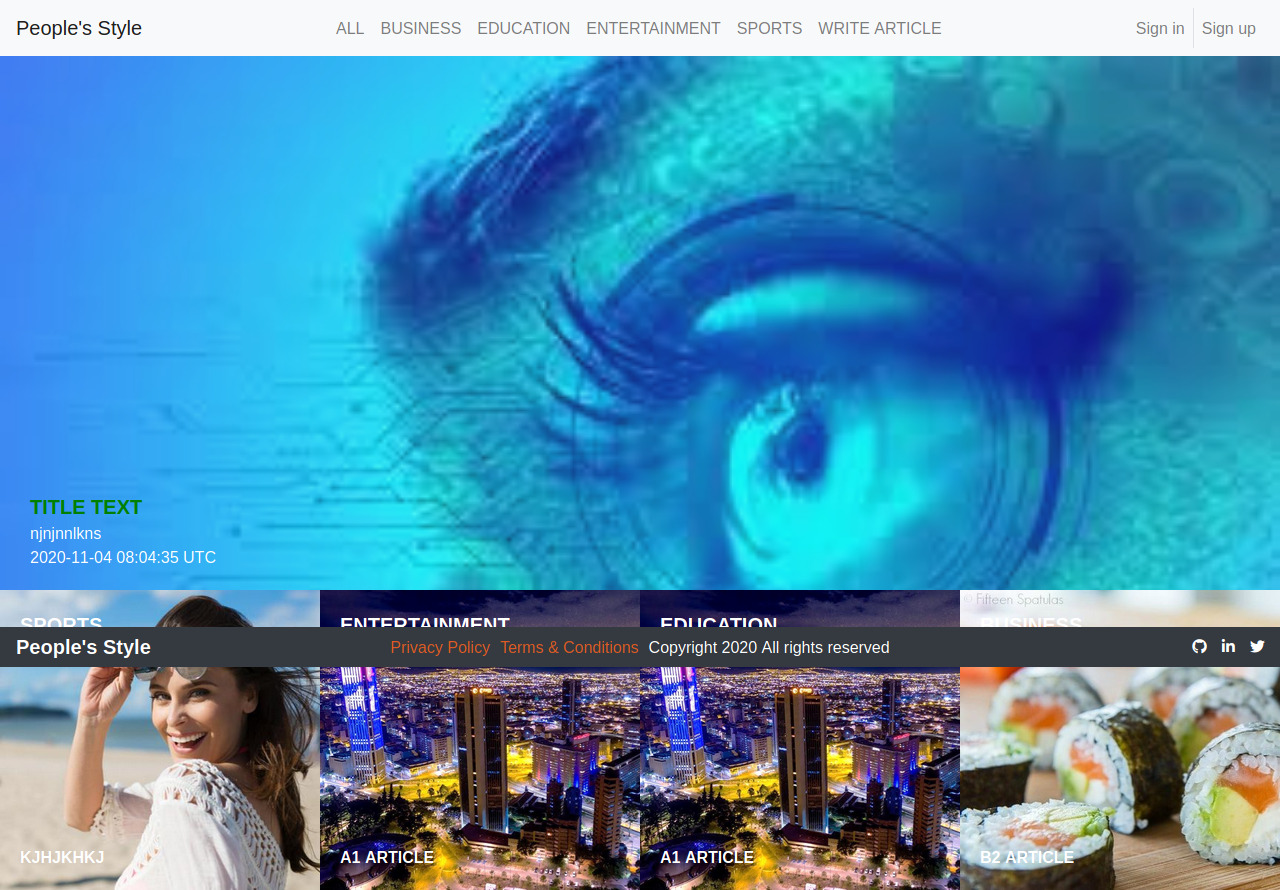 People's Style
ALL BUSINESS EDUCATION ENTERTAINMENT SPORTS WRITE ARTICLE
Sign in Sign up
TITLE TEXT
njnjnnlkns
2020-11-04 08:04:35 UTC
Fifteen Spatulas
SPORTS ENTERTAINMENT EDUCATION BUSINESS
People's Style Privacy Policy Terms & Conditions Copyright 2020 All rights reserved
KJHJKHKJ A1 ARTICLE A1 ARTICLE B2 ARTICLE